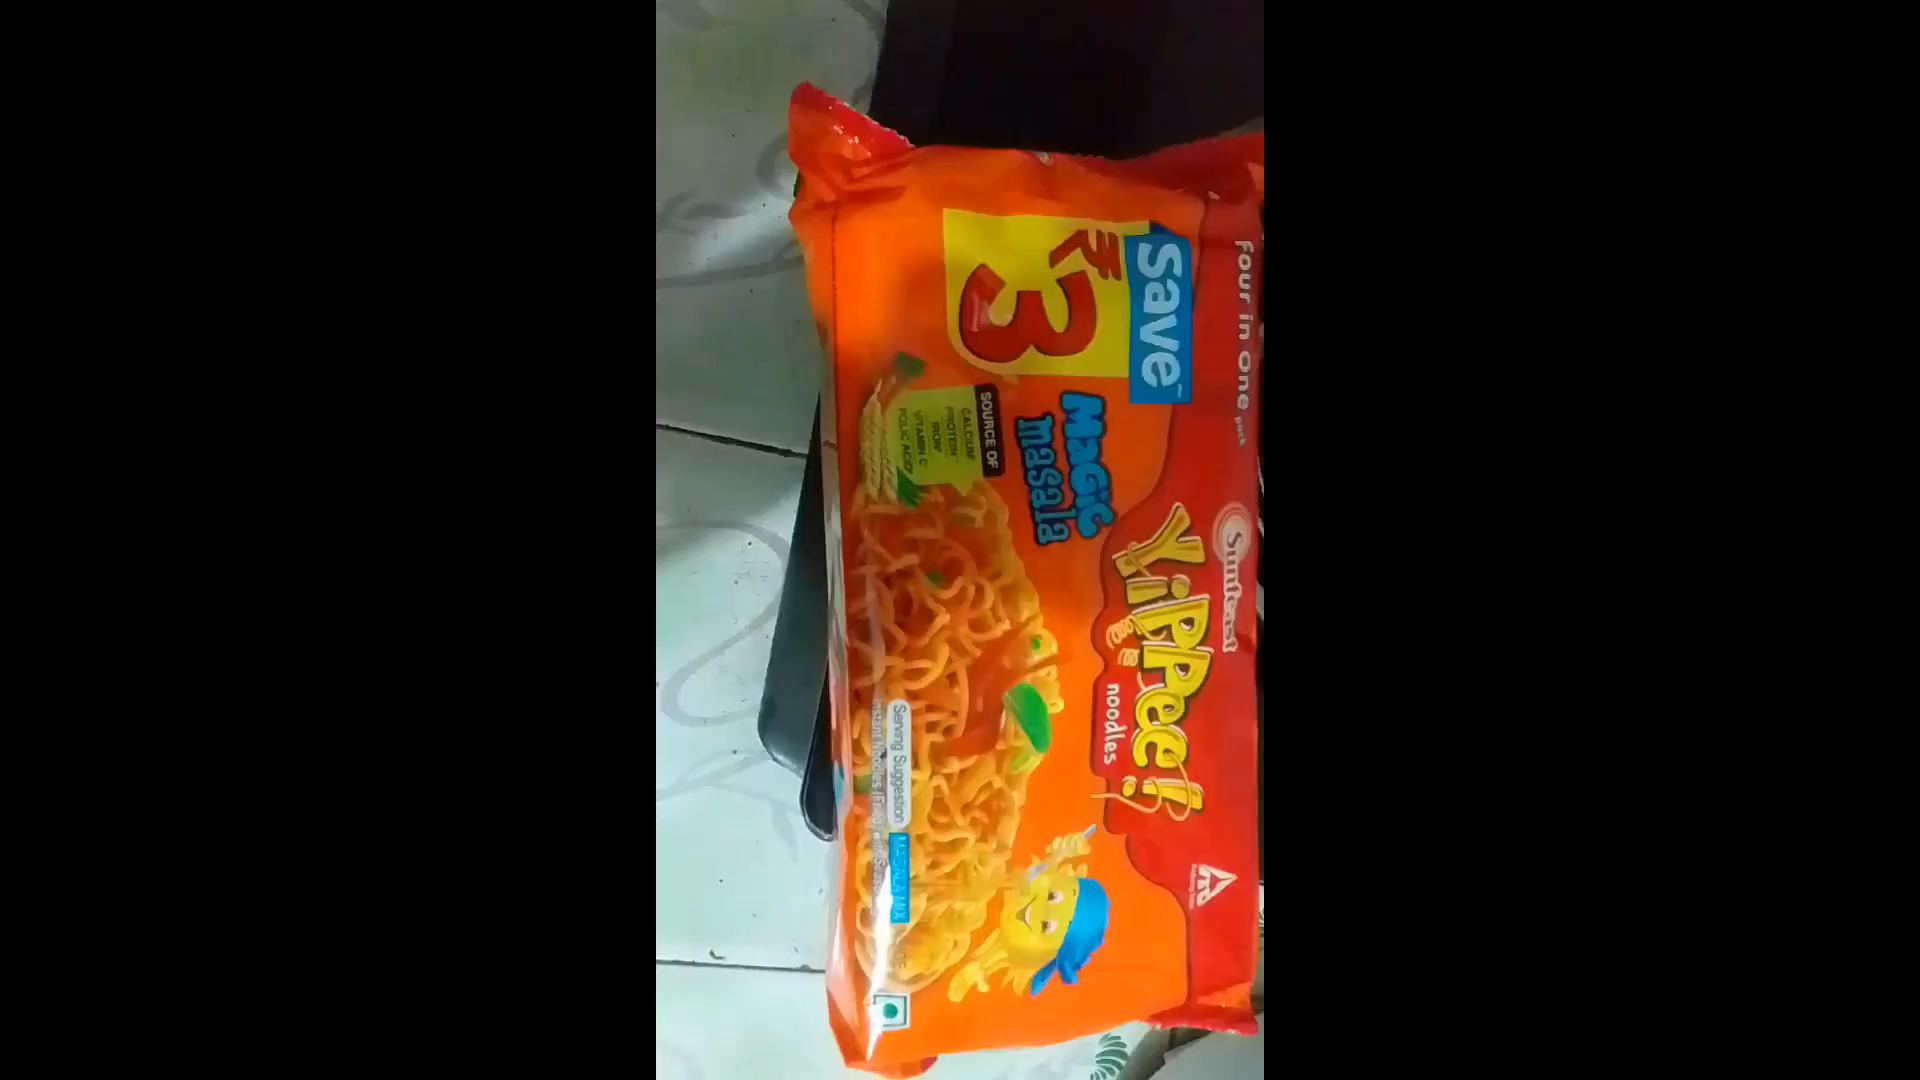 Four in One pack
Save
₹3
Sunfeast
YiPPee!
noodles
MaGic
masala
SOURCE OF
CALCIUM
PROTEIN
IRON
VITAMIN C
FOLIC ACID
Serving Suggestion
MASALA MIX